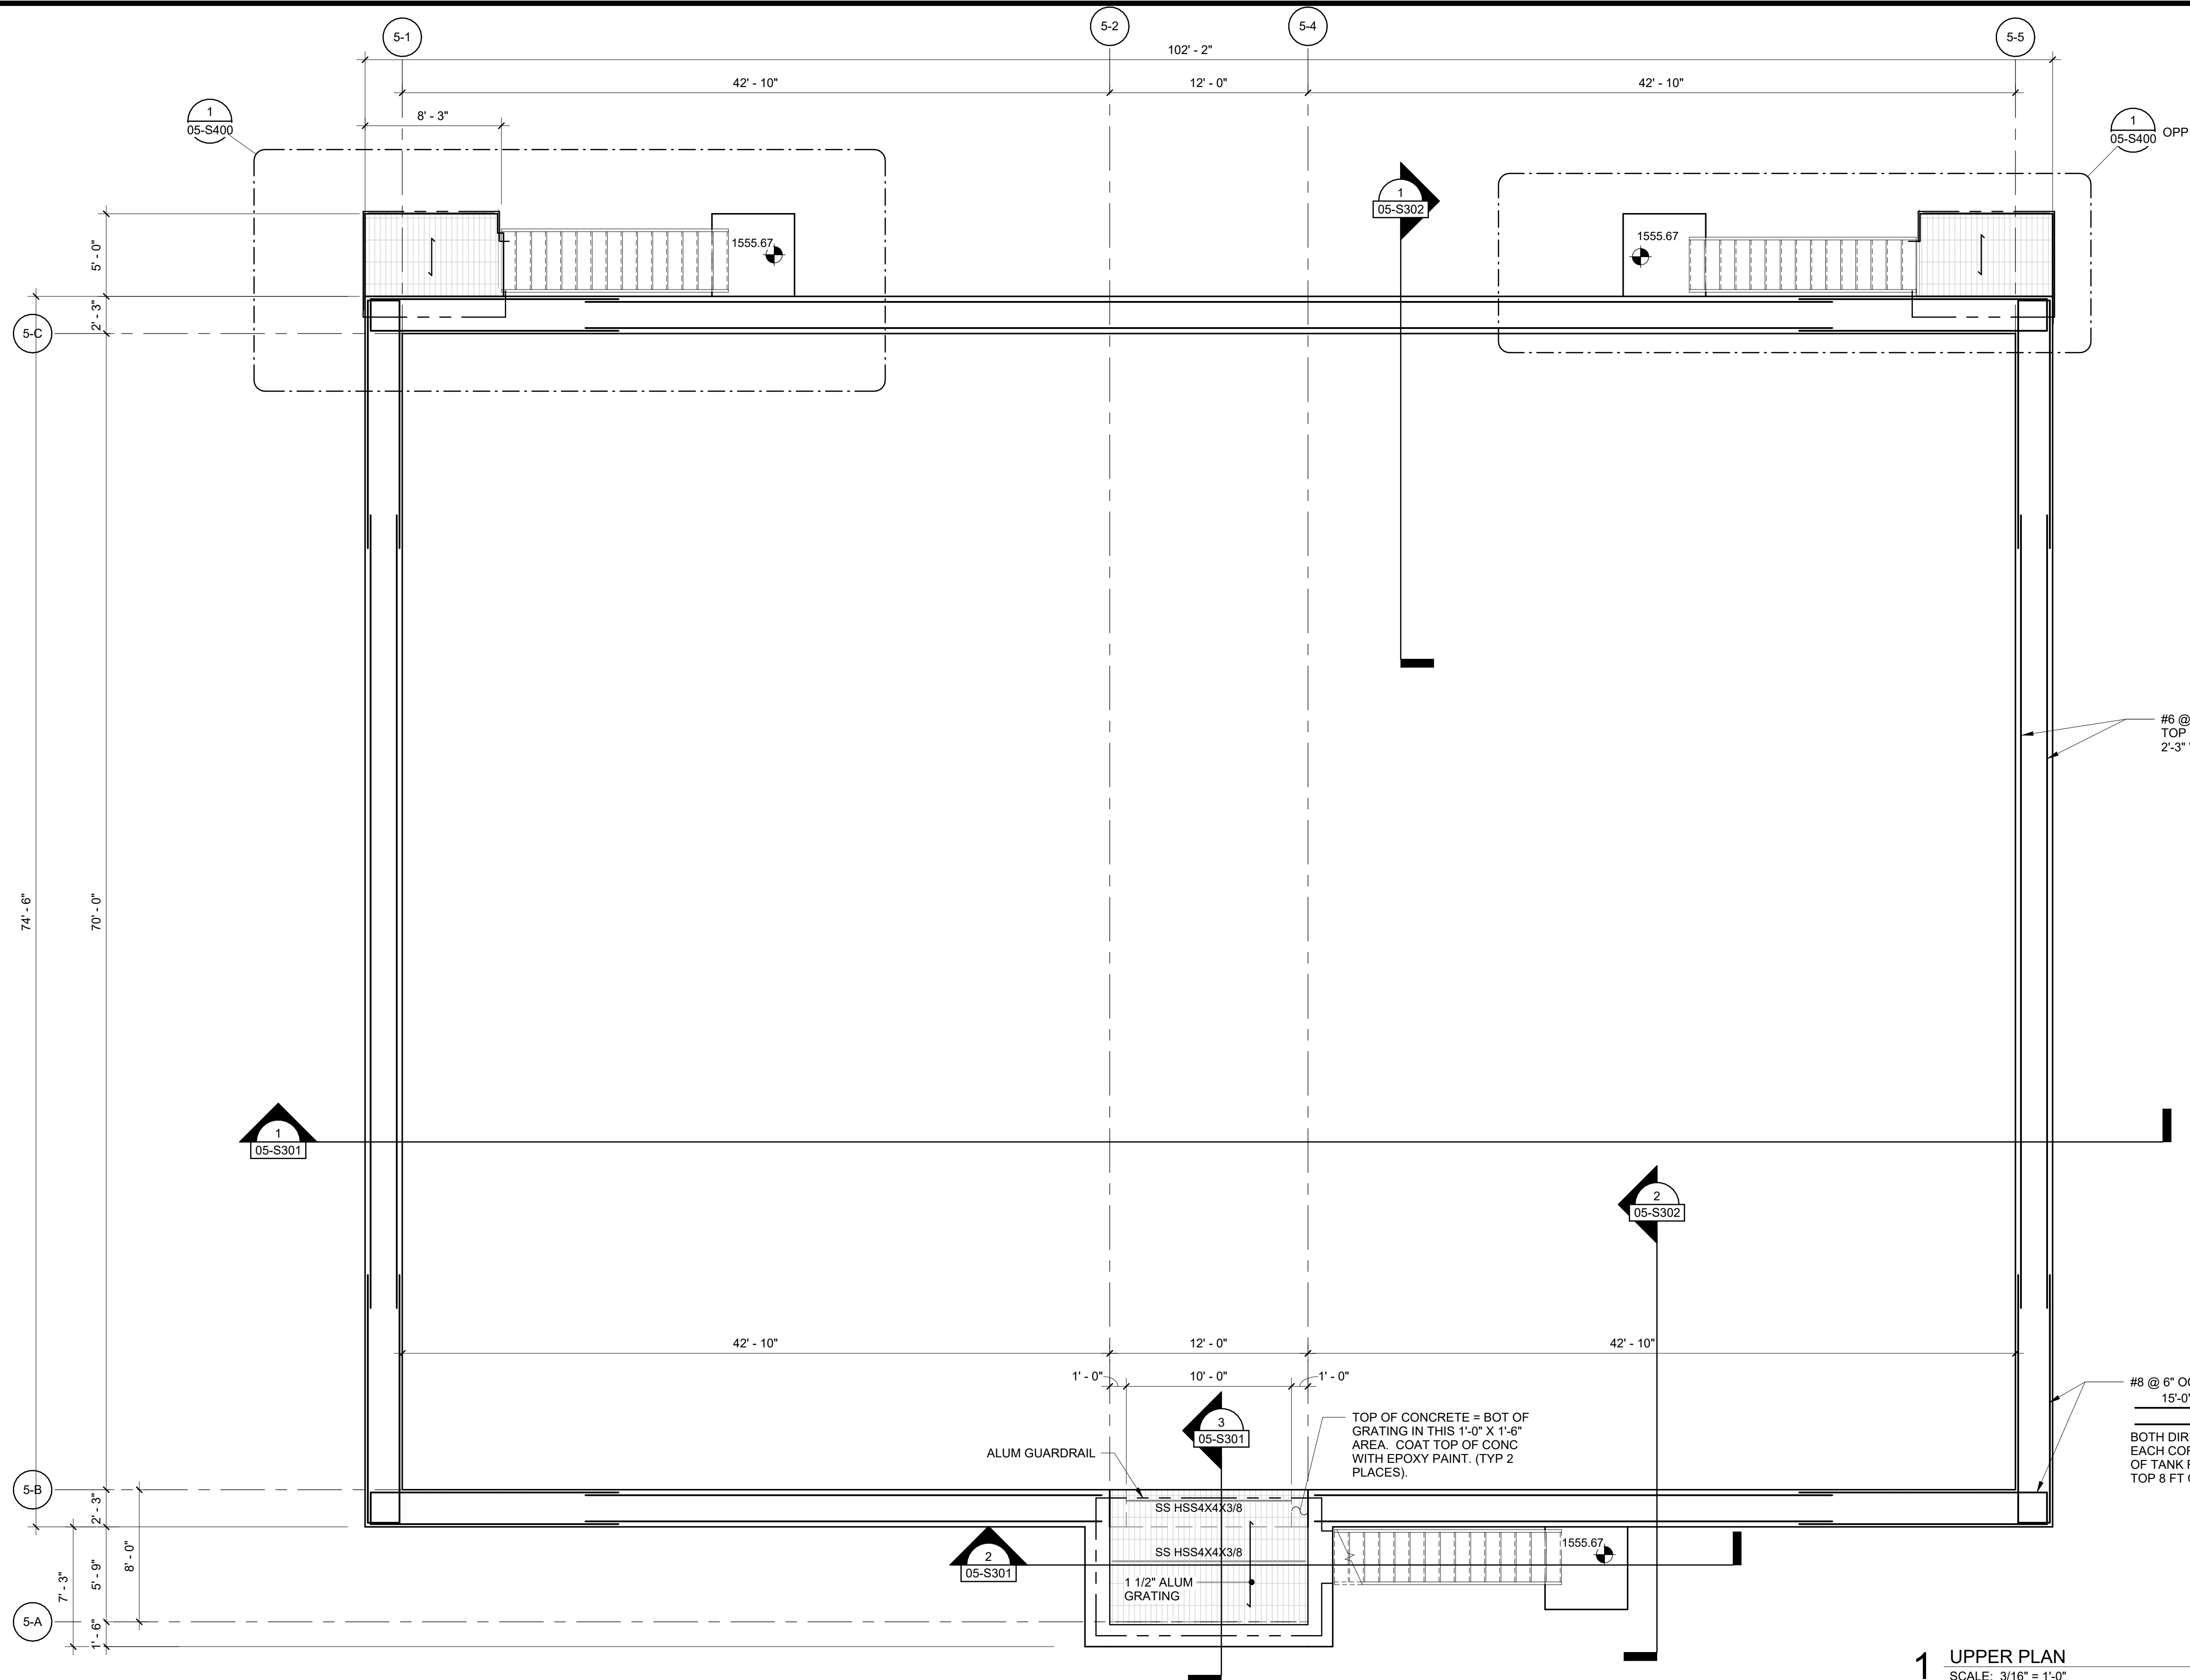 5-1
5-2
5-4
5-5
102' - 2"
42' - 10"
12' - 0"
42' - 10"
8' - 3"
1
05-S400
1
05-S400
OPP
1
05-S302
5' - 0"
1555.67
1555.67
2' - 3"
5-C
#6 @
TOP
2'-3"
74' - 6"
70' - 0"
1
05-S301
2
05-S302
42' - 10"
12' - 0"
42' - 10"
1' - 0"
10' - 0"
1' - 0"
#8 @ 6"
15'-0"
3
05-S301
TOP OF CONCRETE = BOT OF
GRATING IN THIS 1'-0" X 1'-6"
AREA. COAT TOP OF CONC
WITH EPOXY PAINT. (TYP 2
PLACES).
ALUM GUARDRAIL
BOTH
EACH
OF TANK
TOP 8 FT
5-B
2' - 3"
SS HSS4X4X3/8
SS HSS4X4X3/8
2
05-S301
1555.67
8' - 0"
5' - 9"
7' - 3"
1 1/2" ALUM
GRATING
5-A
1' - 6"
1
UPPER PLAN
SCALE: 3/16" = 1'-0"